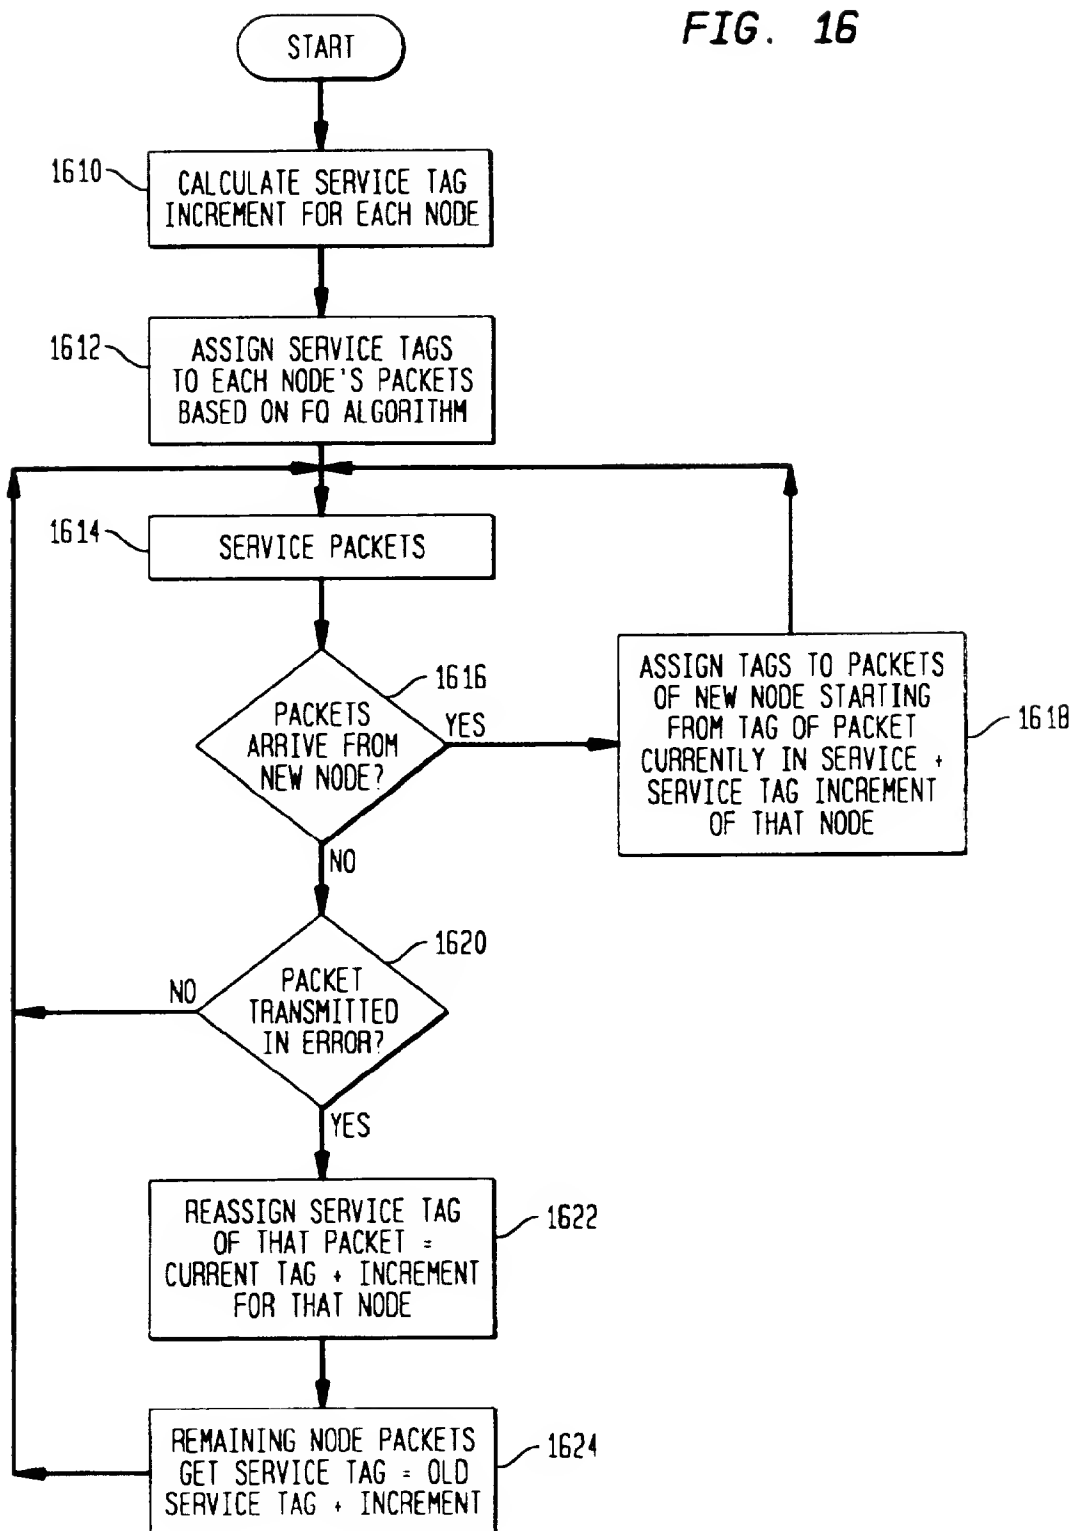 FIG. 16
START
1610
CALCULATE SERVICE TAG
INCREMENT FOR EACH NODE
1612
ASSIGN SERVICE TAGS
TO EACH NODE'S PACKETS
BASED ON FQ ALGORITHM
1614
SERVICE PACKETS
1616
PACKETS
ARRIVE FROM
NEW NODE?
YES
NO
ASSIGN TAGS TO PACKETS
OF NEW NODE STARTING
FROM TAG OF PACKET
CURRENTLY IN SERVICE +
SERVICE TAG INCREMENT
OF THAT NODE
1618
1620
PACKET
TRANSMITTED
IN ERROR?
NO
YES
REASSIGN SERVICE TAG
OF THAT PACKET =
CURRENT TAG + INCREMENT
FOR THAT NODE
1622
REMAINING NODE PACKETS
GET SERVICE TAG = OLD
SERVICE TAG + INCREMENT
1624